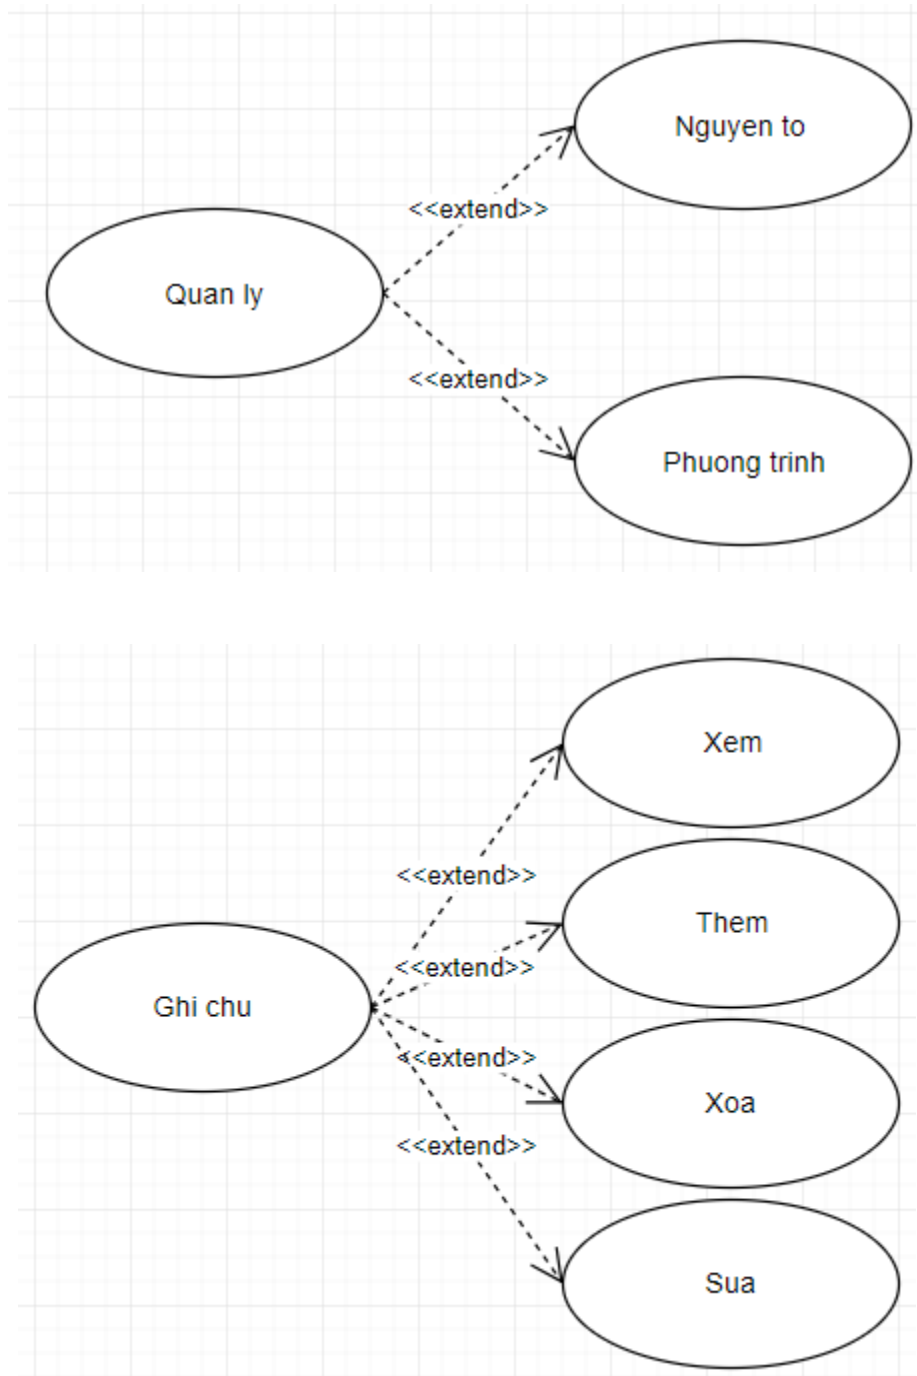 Nguyen to
<<extend>>
Quan ly
<<extend>>
Phuong trinh
Xem
<<extend>>
Them
<<extend>>
Ghi chu
<<extend>>
Xoa
<<extend>>
Sua